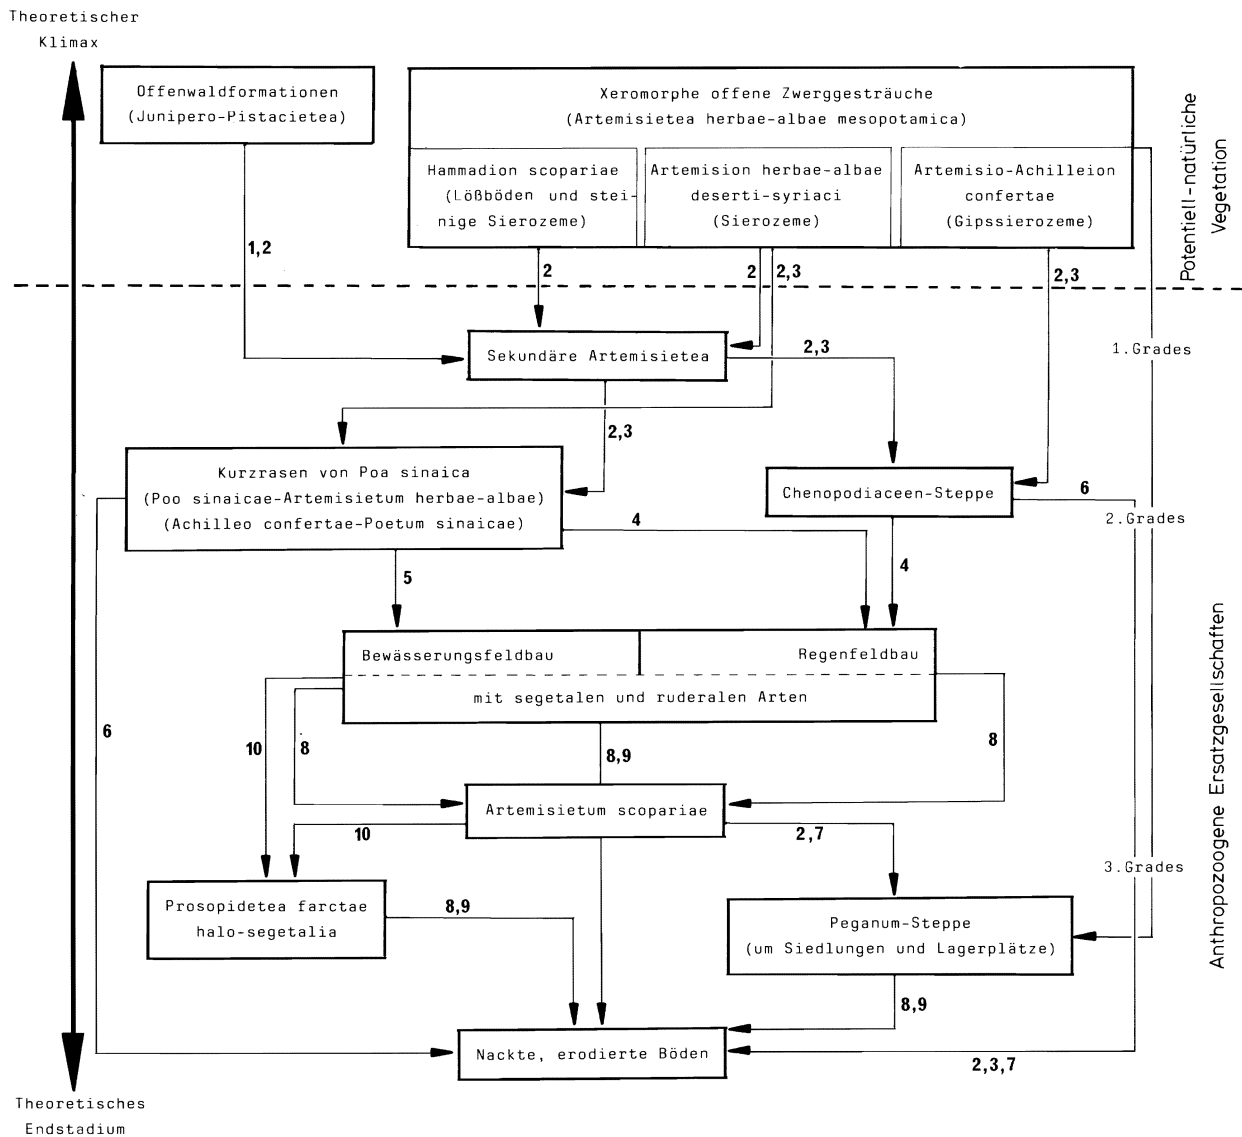 Theoretischer
Klimax
Offenwaldformationen
(Junipero-Pistacietea)
Xeromorphe offene Zwerggesträuche
(Artemisietea herbae-albae mesopotamica)
Hammadion scopariae
(Lößböden und stei-
nige Sierozeme)
Artemision herbae-albae
deserti-syriaci
(Sierozeme)
Artemisio-Achilleion
confertae
(Gipssierozeme)
Potentiell-natürliche
Vegetation
1,2
2
2
2,3
2,3
Sekundäre Artemisietea
2,3
1.Grades
2,3
Kurzrasen von Poa sinaica
(Poo sinaicae-Artemisietum herbae-albae)
(Achilleo confertae-Poetum sinaicae)
Chenopodiaceen-Steppe
6
4
2.Grades
5
4
Bewässerungsfeldbau
Regenfeldbau
mit segetalen und ruderalen Arten
Anthropozoogene Ersatzgesellschaften
6
10
8
8,9
8
Artemisietum scopariae
10
2,7
3.Grades
Prosopidetea farctae
halo-segetalia
8,9
Peganum-Steppe
(um Siedlungen und Lagerplätze)
8,9
Nackte, erodierte Böden
2,3,7
Theoretisches
Endstadium